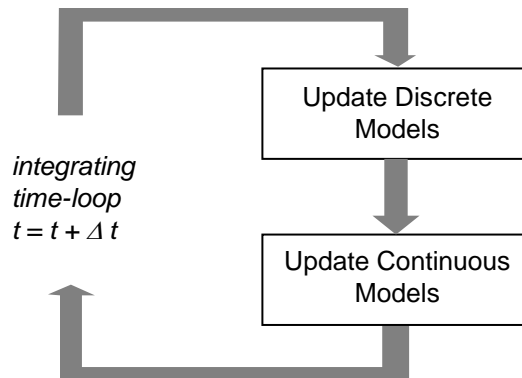 Update Discrete
Models
integrating
time-loop
t = t + Δ t
Update Continuous
Models